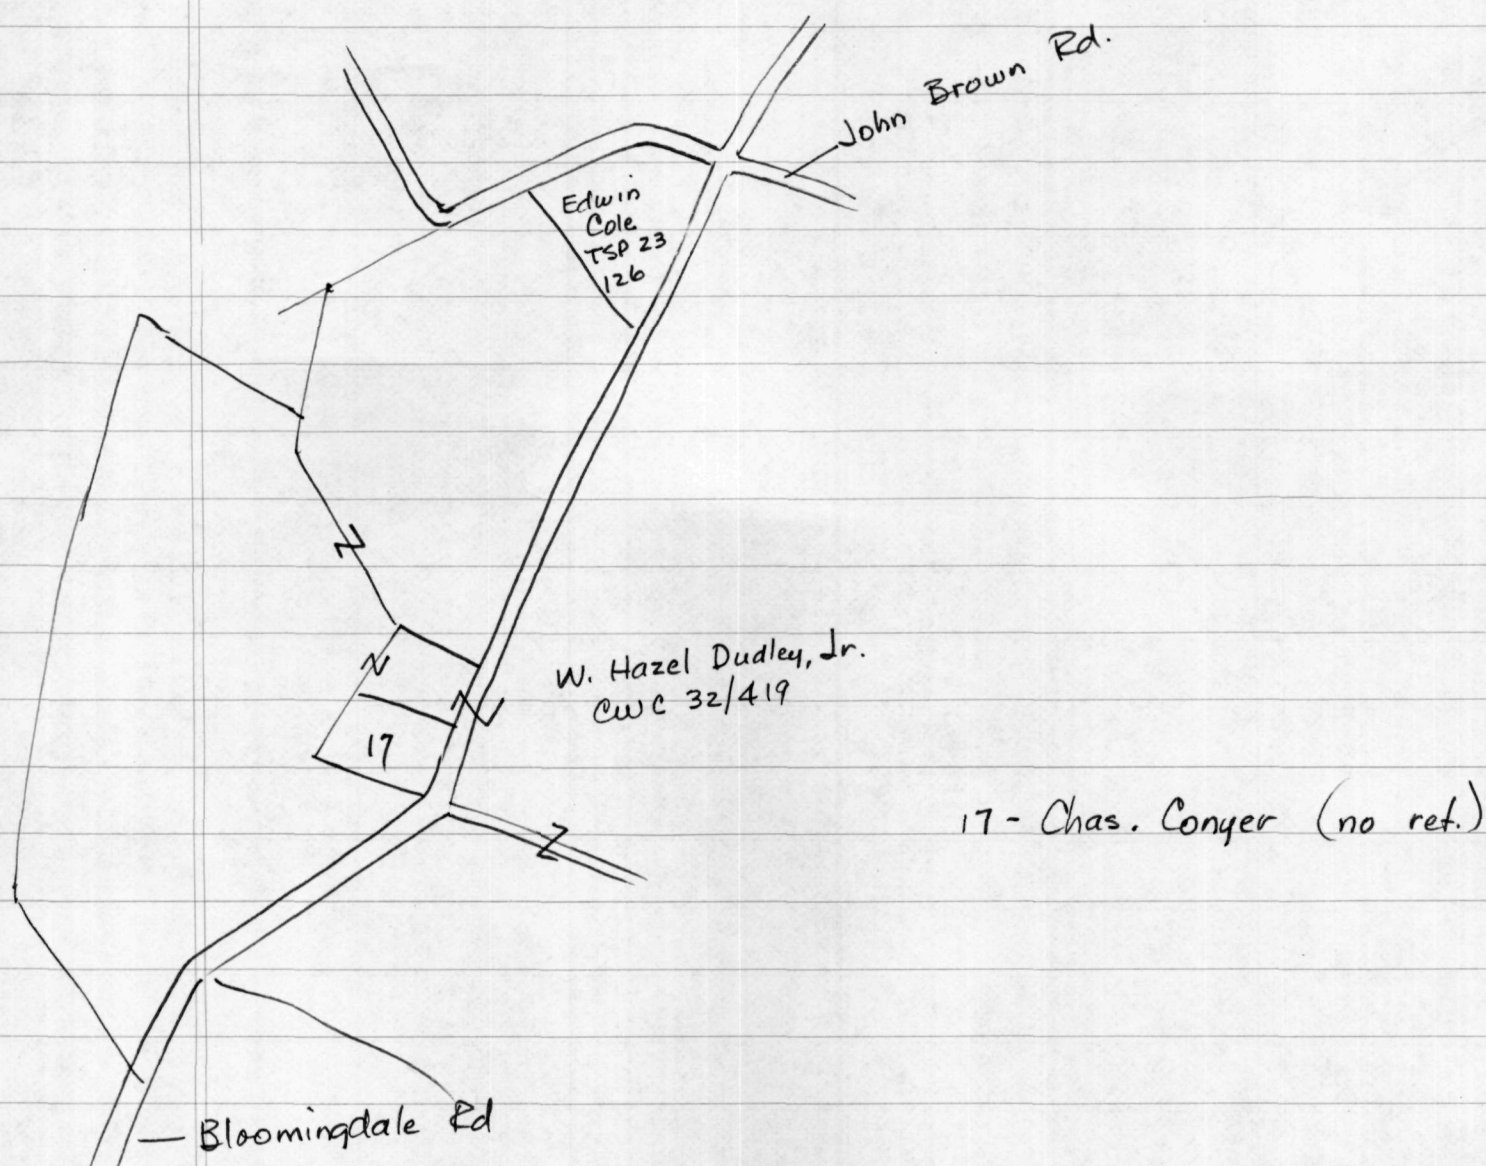 John Brown Rd.
Edwin
Cole
TSP 23
126
W. Hazel Dudley, Jr.
CWC 32/419
17
17- Chas. Conyer (no ref.)
Bloomingdale Rd